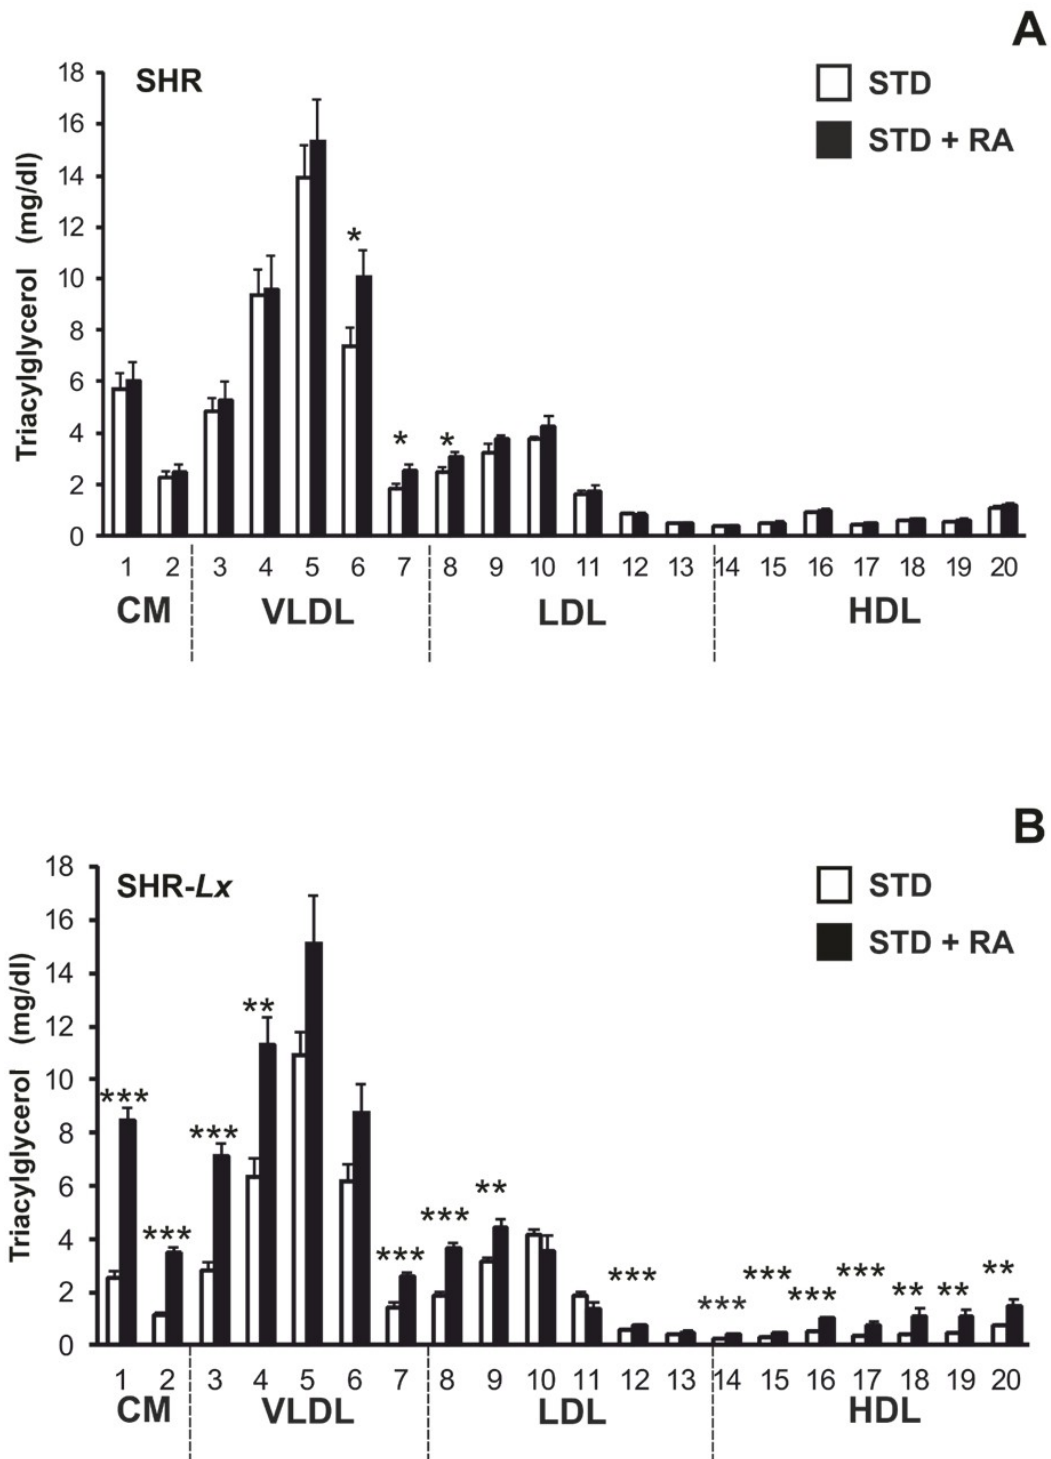 A
SHR
STD
STD + RA
Triacylglycerol (mg/dl)
18
16
14
12
10
8
6
4
2
0
* * *
1 2 3 4 5 6 7 8 9 10 11 12 13 14 15 16 17 18 19 20
CM VLDL LDL HDL
B
SHR-Lx
STD
STD + RA
Triacylglycerol (mg/dl)
18
16
14
12
10
8
6
4
2
0
*** *** *** ** *** *** ** *** *** *** *** *** ** ** **
1 2 3 4 5 6 7 8 9 10 11 12 13 14 15 16 17 18 19 20
CM VLDL LDL HDL